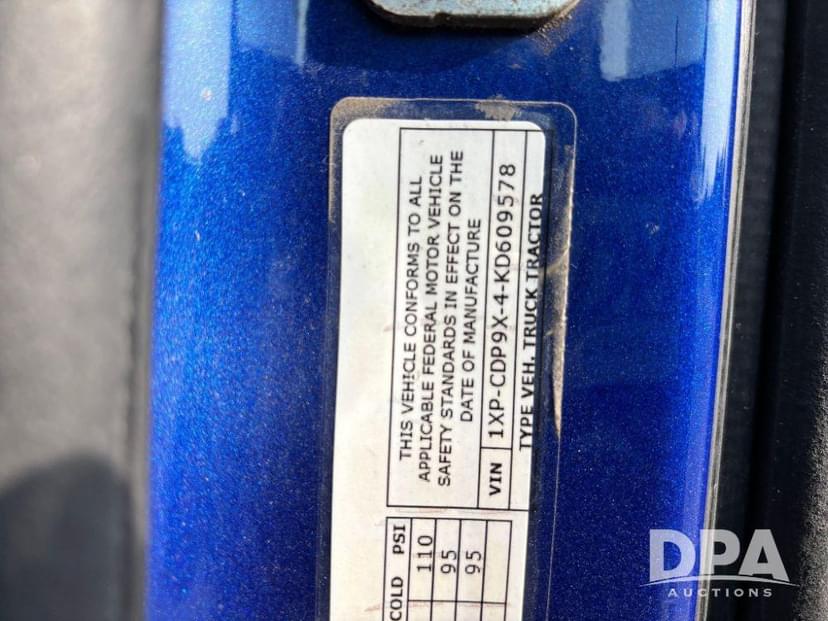 THIS VEHICLE CONFORMS TO ALL
APPLICABLE FEDERAL MOTOR VEHICLE
SAFETY STANDARDS IN EFFECT ON THE
DATE OF MANUFACTURE
VIN 1XP-CDP9X-4-KD609578
TYPE VEH. TRUCK TRACTOR
COLD PSI
110
95
95
DPA
AUCTIONS